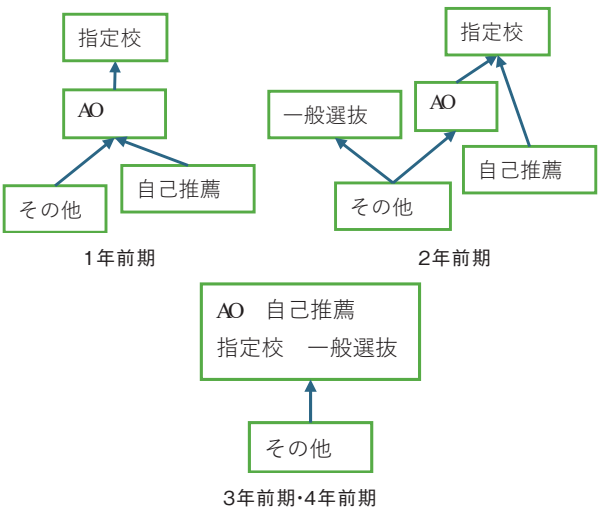 指定校
AO
その他
自己推薦
1年前期
指定校
一般選抜
AO
自己推薦
その他
2年前期
AO　自己推薦
指定校　一般選抜
その他
3年前期・4年前期